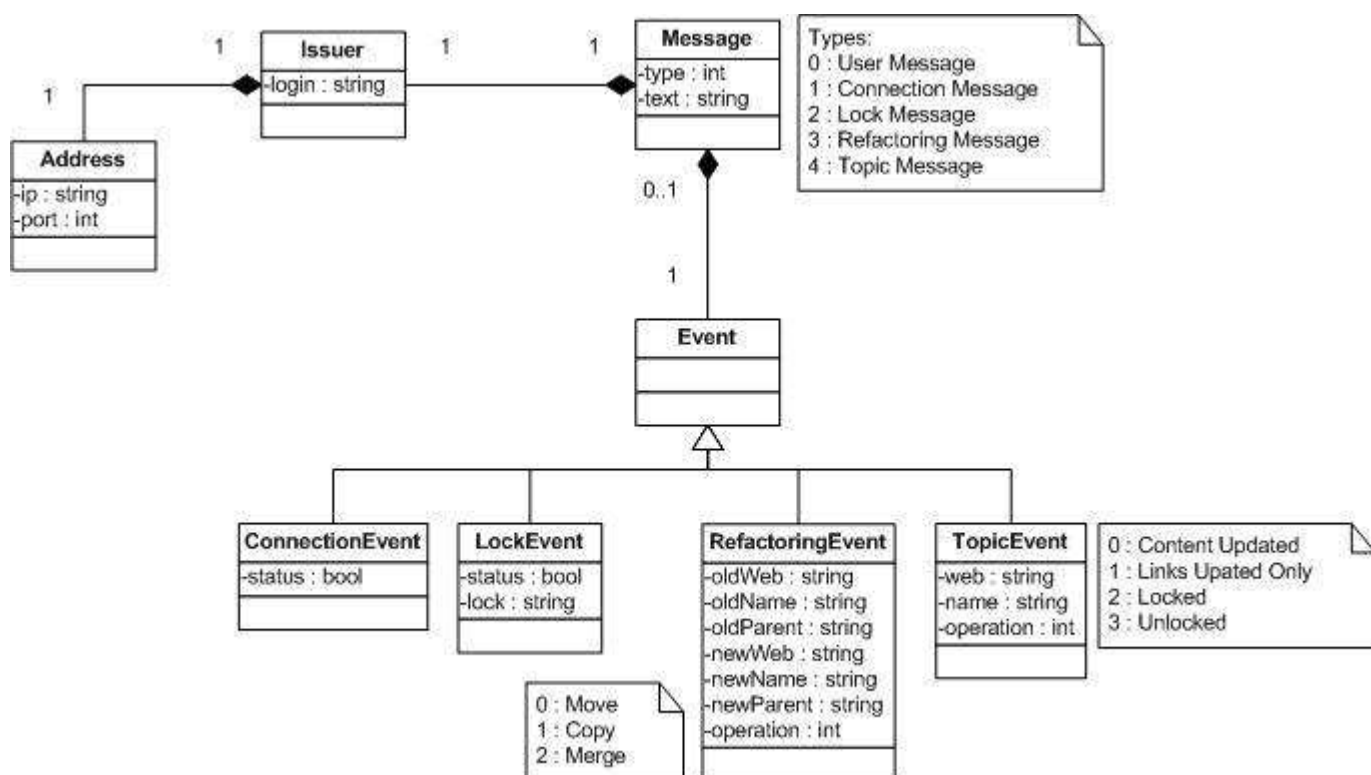 1
Issuer
-login : string
1
1
Message
-type : int
-text : string
Types:
0 : User Message
1 : Connection Message
2 : Lock Message
3 : Refactoring Message
4 : Topic Message
1
Address
-ip : string
-port : int
0..1
1
Event
ConnectionEvent
-status : bool
LockEvent
-status : bool
-lock : string
RefactoringEvent
-oldWeb : string
-oldName : string
-oldParent : string
-newWeb : string
-newName : string
-newParent : string
-operation : int
TopicEvent
-web : string
-name : string
-operation : int
0 : Content Updated
1 : Links Upated Only
2 : Locked
3 : Unlocked
0 : Move
1 : Copy
2 : Merge